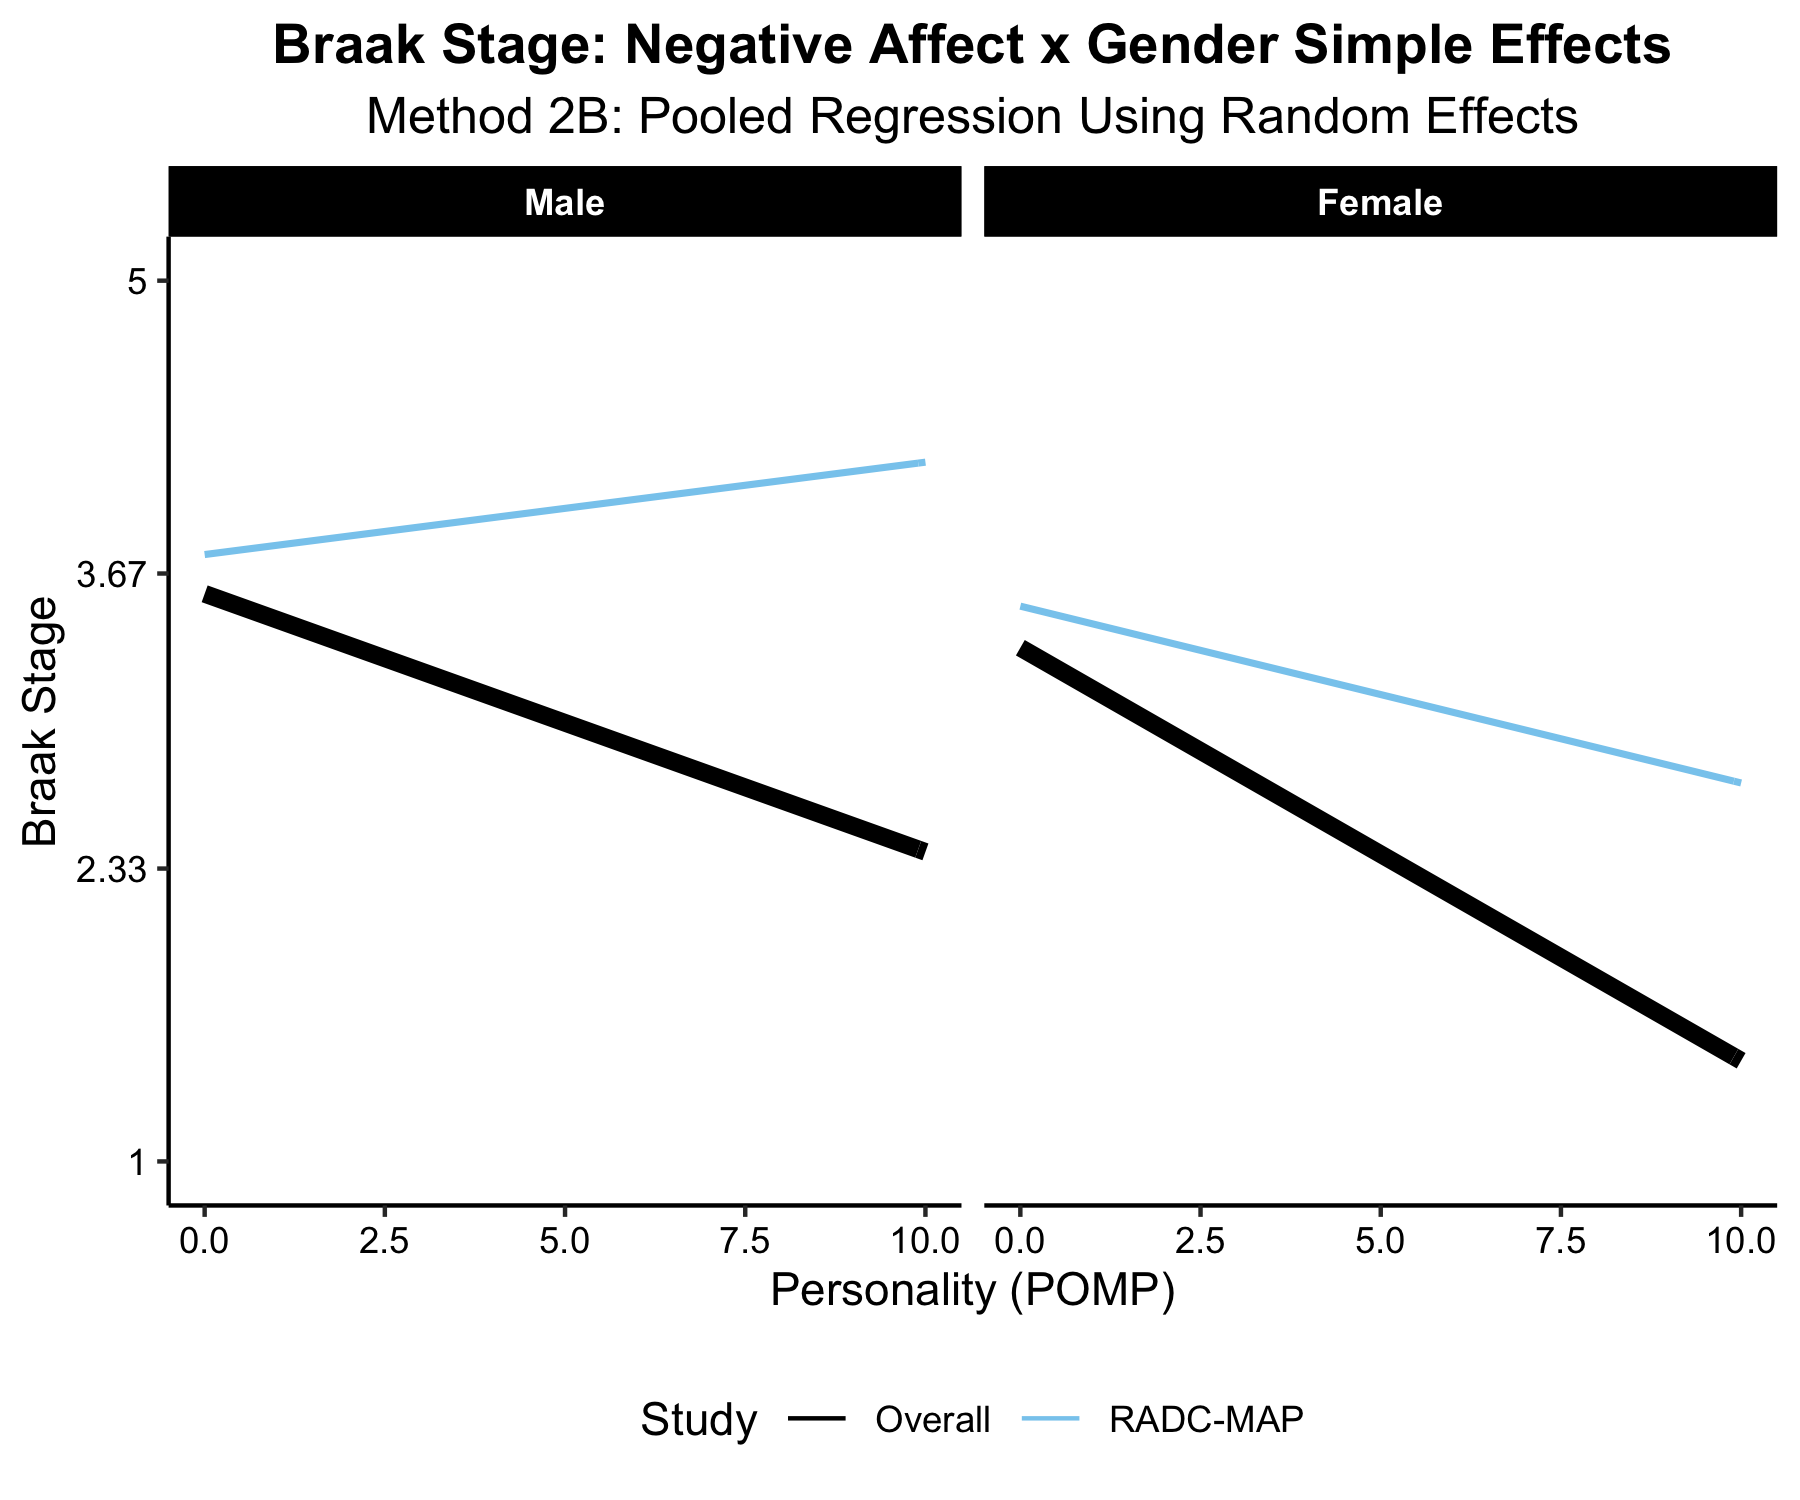 Braak Stage: Negative Affect x Gender Simple Effects
Method 2B: Pooled Regression Using Random Effects
Male Female
5
3.67
2.33
1
Braak Stage
0.0 2.5 5.0 7.5 10.0 0.0 2.5 5.0 7.5 10.0
Personality (POMP)
Study Overall RADC-MAP